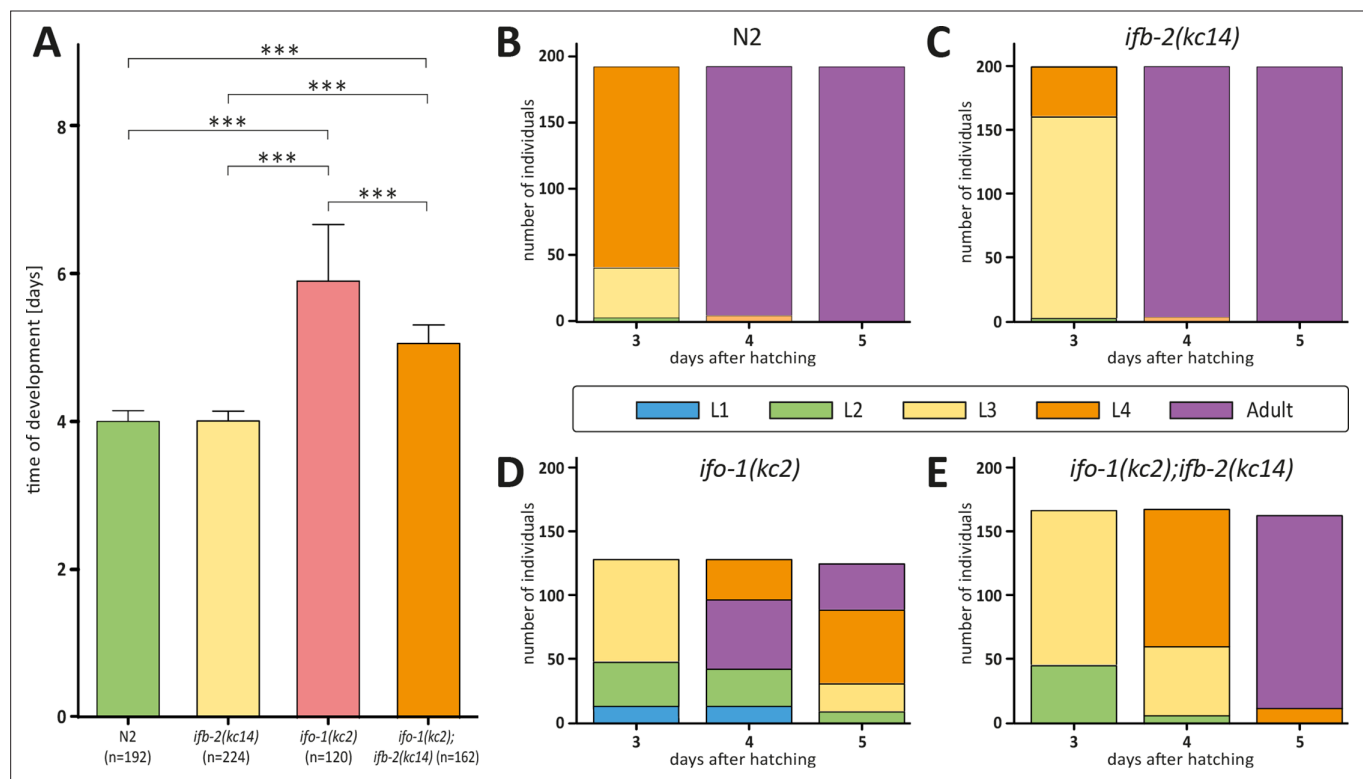 A
***
***
***
***
***
time of development [days]
8
6
4
2
0
N2
(n=192)
ifb-2(kc14)
(n=224)
ifo-1(kc2)
(n=120)
ifo-1(kc2);
ifb-2(kc14) (n=162)
B
N2
number of individuals
200
150
100
50
0
3
4
5
days after hatching
C
ifb-2(kc14)
number of individuals
200
150
100
50
0
3
4
5
days after hatching
L1
L2
L3
L4
Adult
D
ifo-1(kc2)
number of individuals
200
150
100
50
0
3
4
5
days after hatching
E
ifo-1(kc2);ifb-2(kc14)
number of individuals
200
150
100
50
0
3
4
5
days after hatching